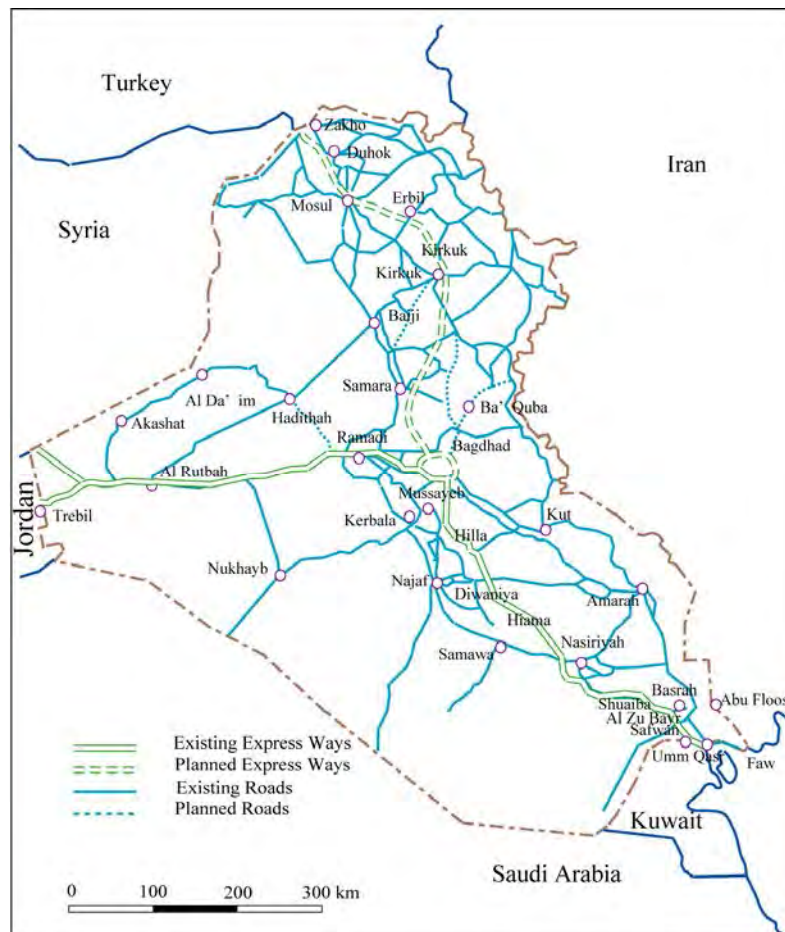 Turkey
Zakho
Duhok
Iran
Mosul
Erbil
Syria
Kirkuk
Kirkuk
Baiji
Al Da' im
Samara
Hadithah
Ba' Quba
Akashat
Ramadi
Bagdhad
Al Rutbah
Mussayeb
Jordan
Trebil
Kerbala
Kut
Hilla
Nukhayb
Najaf
Diwaniya
Amarah
Hiama
Samawa
Nasiriyah
Basrah
Abu Floos
Shuaiba
Al Zu Bayr
Safwan
Umm Qasr
Faw
Existing Express Ways
Planned Express Ways
Existing Roads
Planned Roads
Kuwait
Saudi Arabia
0 100 200 300 km